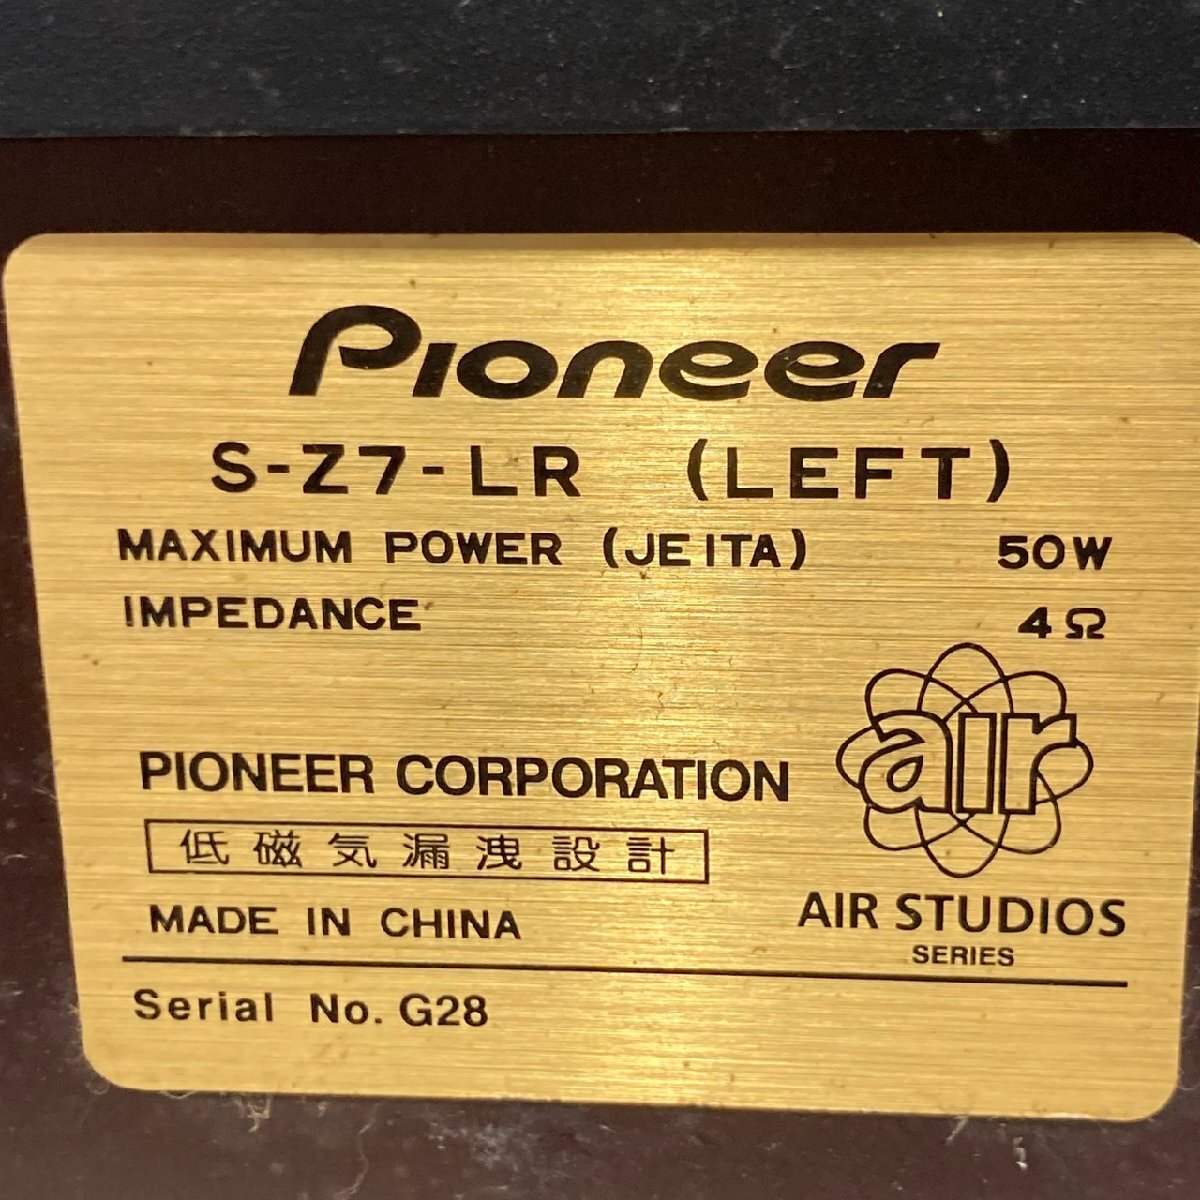 Pioneer
S-Z7-LR (LEFT)
MAXIMUM POWER (JEITA) 50W
IMPEDANCE 4Ω
air
PIONEER CORPORATION
低磁気漏洩設計
MADE IN CHINA
AIR STUDIOS
SERIES
Serial No. G28